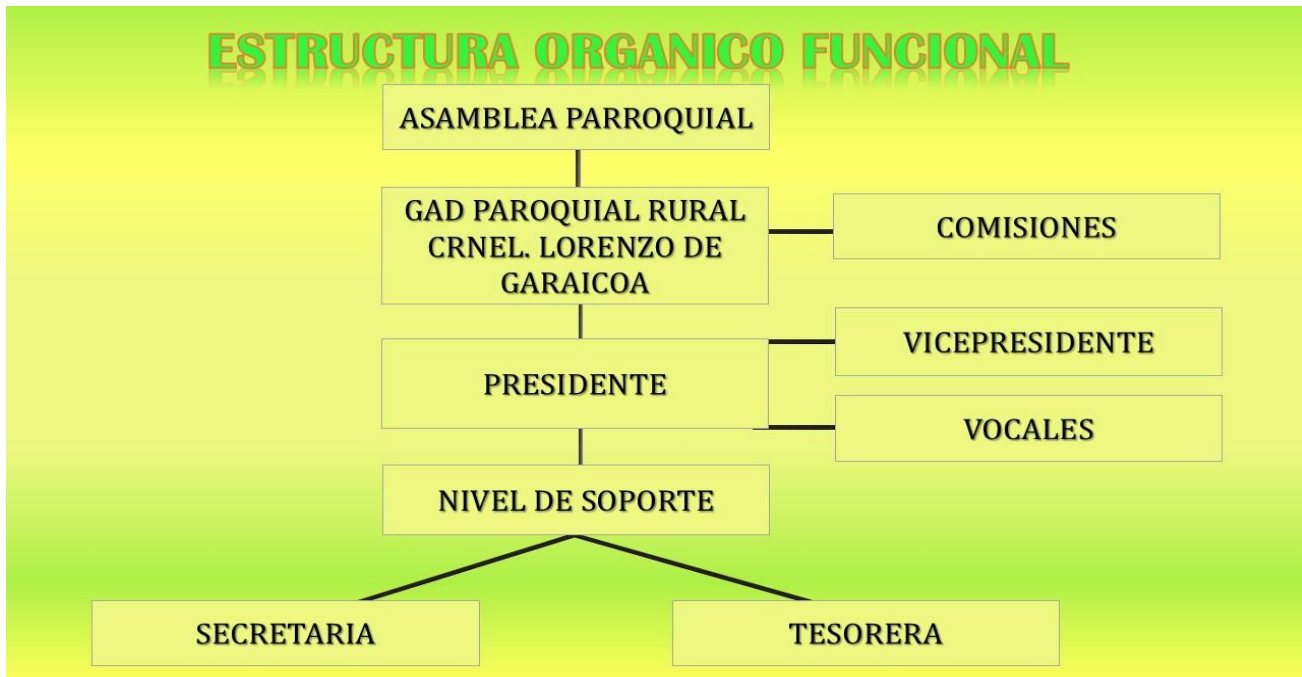 ESTRUCTURA ORGANICO FUNCIONAL
ASAMBLEA PARROQUIAL
GAD PAROQUIAL RURAL
CRNEL. LORENZO DE
GARAICOA
COMISIONES
VICEPRESIDENTE
PRESIDENTE
VOCALES
NIVEL DE SOPORTE
SECRETARIA
TESORERA